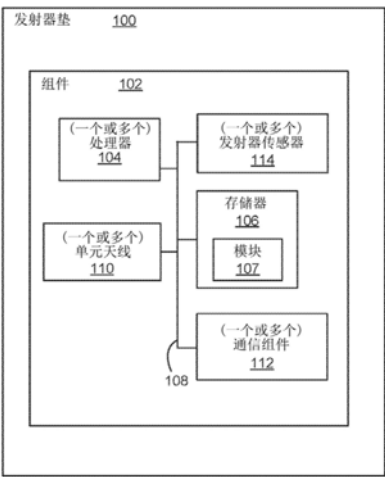 发射器垫 100
组件 102
(一个或多个)
处理器
104
(一个或多个)
发射器传感器
114
存储器
106
模块
107
(一个或多个)
单元天线
110
(一个或多个)
通信组件
112
108